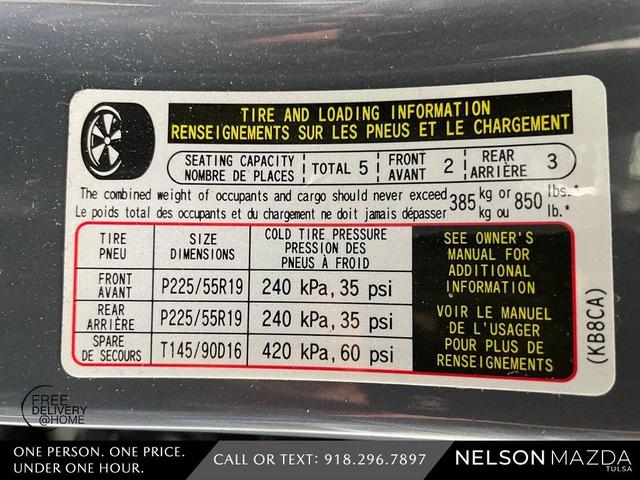 TIRE AND LOADING INFORMATION
RENSEIGNEMENTS SUR LES PNEUS ET LE CHARGEMENT
SEATING CAPACITY TOTAL 5 FRONT 2 REAR 3
NOMBRE DE PLACES AVANT ARRIÈRE
The combined weight of occupants and cargo should never exceed 385 kg or 850 lbs.*
Le poids total des occupants et du chargement ne doit jamais dépasser kg ou lb.*
TIRE SIZE COLD TIRE PRESSURE
PNEU DIMENSIONS PRESSION DES
PNEUS À FROID
FRONT
AVANT P225/55R19 240 kPa, 35 psi
REAR
ARRIÈRE P225/55R19 240 kPa, 35 psi
SPARE
DE SECOURS T145/90D16 420 kPa, 60 psi
SEE OWNER'S
MANUAL FOR
ADDITIONAL
INFORMATION
VOIR LE MANUEL
DE L'USAGER
POUR PLUS DE
RENSEIGNEMENTS
(KB8CA)
FREE
DELIVERY
@HOME
ONE PERSON. ONE PRICE.
UNDER ONE HOUR.
CALL OR TEXT: 918.296.7897
NELSON MAZDA
TULSA